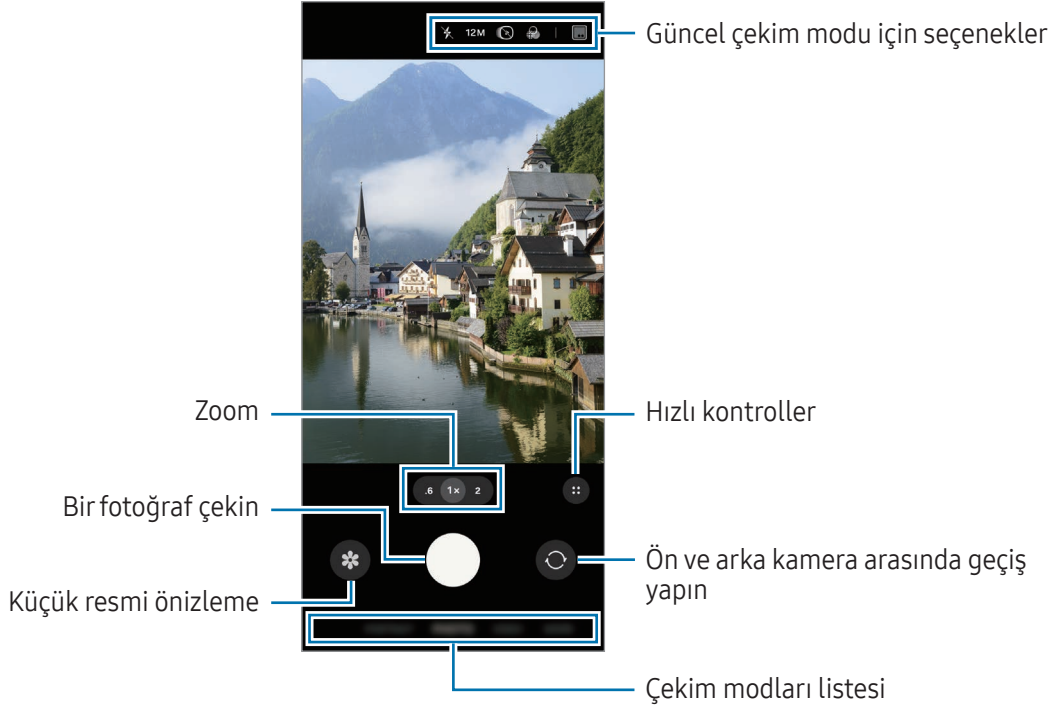 12M
Güncel çekim modu için seçenekler
Zoom
Hızlı kontroller
.6 1x 2
Bir fotoğraf çekin
Ön ve arka kamera arasında geçiş
yapın
Küçük resmi önizleme
Çekim modları listesi